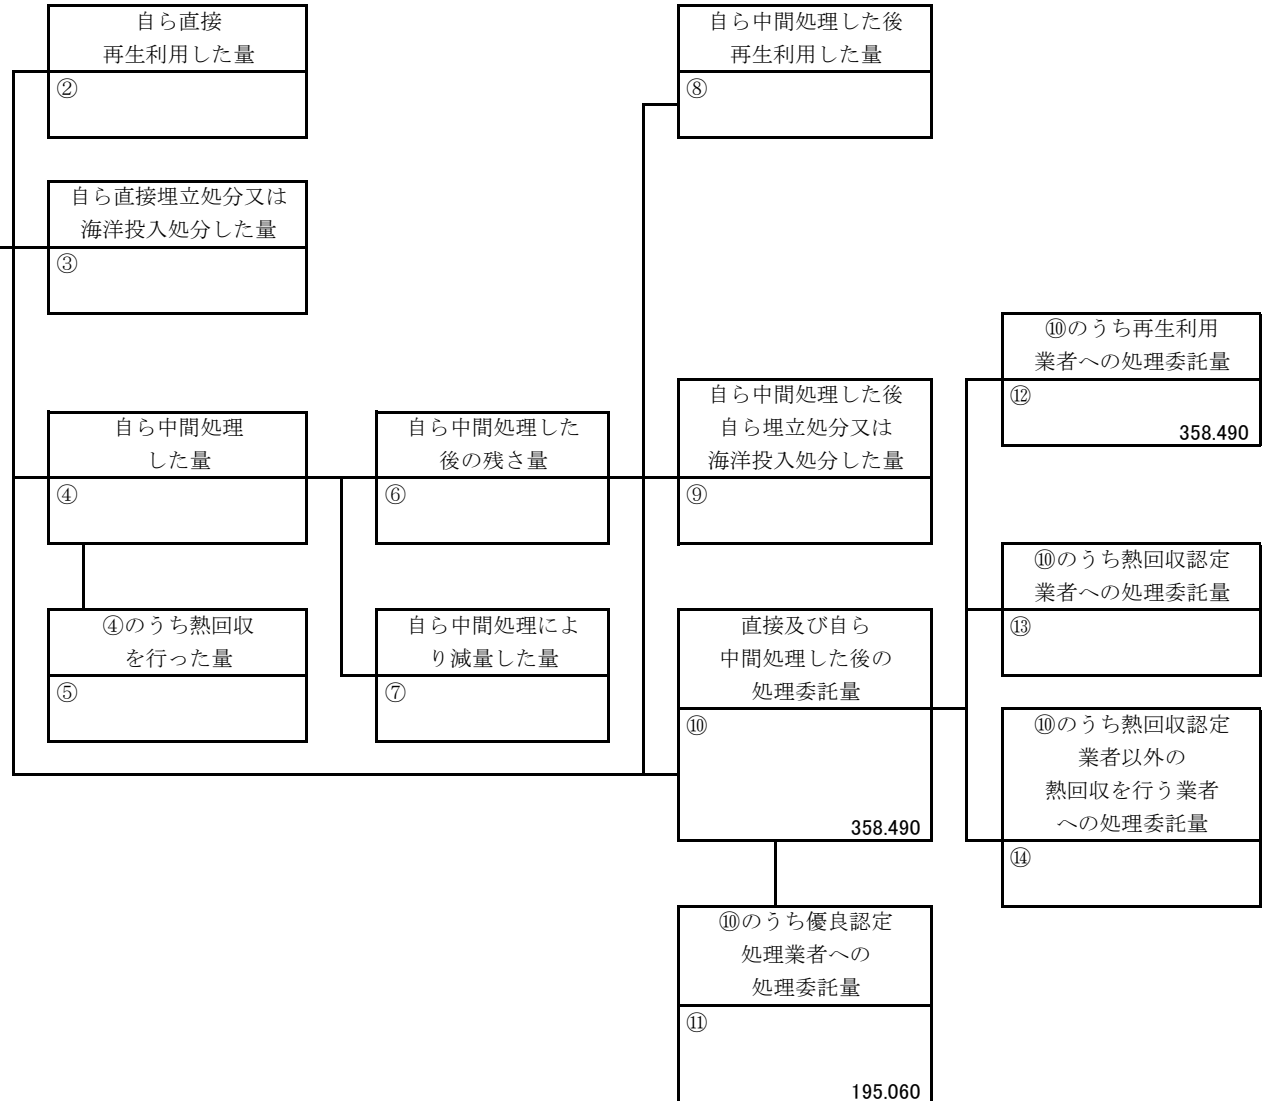 自ら直接
再生利用した量
②
自ら中間処理した後
再生利用した量
⑧
自ら直接埋立処分又は
海洋投入処分した量
③
⑩のうち再生利用
業者への処理委託量
⑫
358.490
自ら中間処理
した量
④
自ら中間処理した
後の残さ量
⑥
自ら中間処理した後
自ら埋立処分又は
海洋投入処分した量
⑨
⑩のうち熱回収認定
業者への処理委託量
⑬
④のうち熱回収
を行った量
⑤
自ら中間処理によ
り減量した量
⑦
直接及び自ら
中間処理した後の
処理委託量
⑩
358.490
⑩のうち熱回収認定
業者以外の
熱回収を行う業者
への処理委託量
⑭
⑩のうち優良認定
処理業者への
処理委託量
⑪
195.060